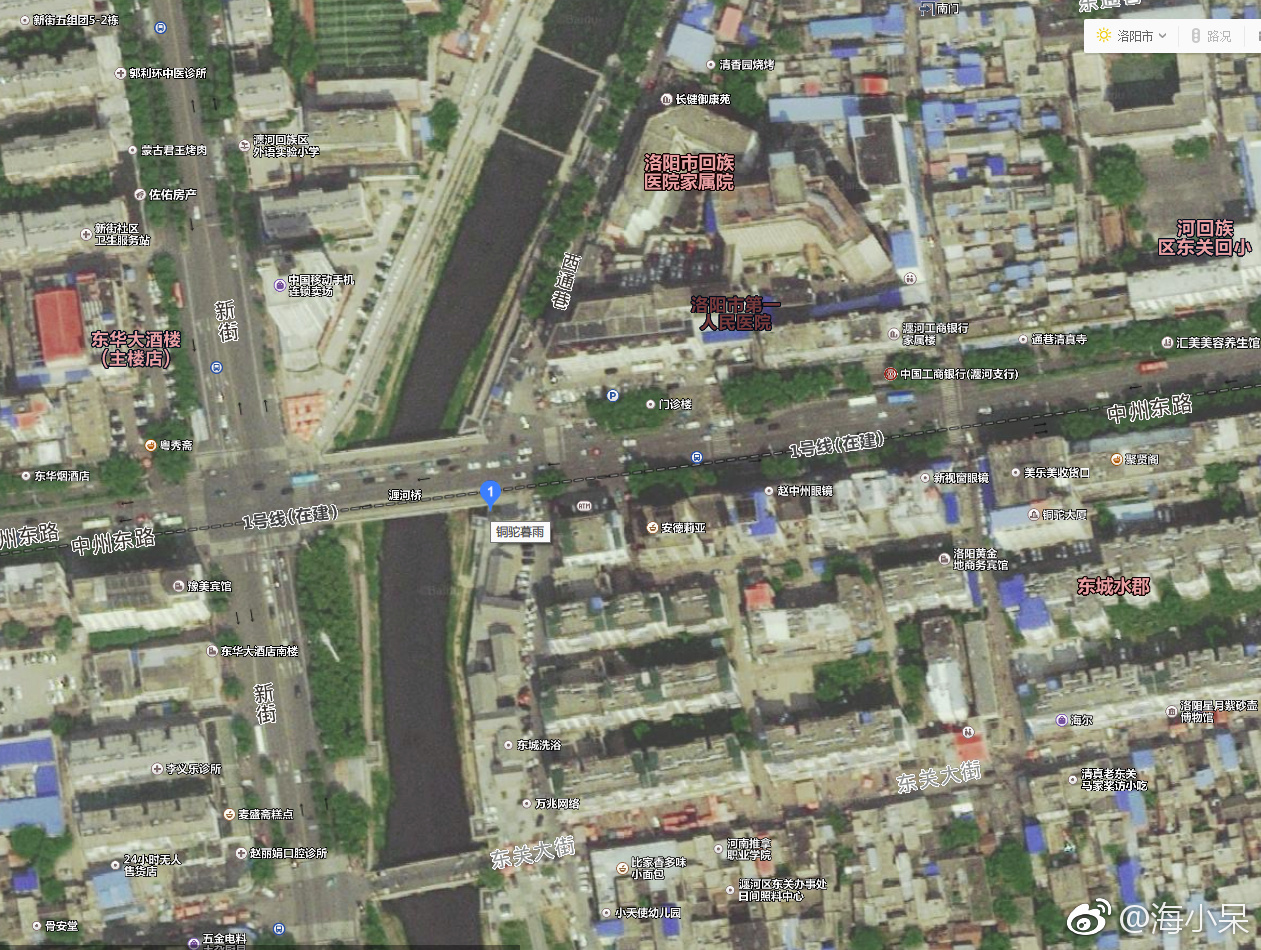 新街五组团5-2栋
南门
东通巷
洛阳市
路况
郭利环中医诊所
清香园烧烤
长健御康苑
瀍河回族区
外语实验小学
蒙古君王烤肉
洛阳市回族
医院家属院
佐佑房产
新街社区
卫生服务站
河回族
区东关回小
西通巷
中国移动手机
连锁卖场
新街
洛阳市第一
人民医院
东华大酒楼
(主楼店)
瀍河工商银行
家属楼
通巷清真寺
汇美美容养生馆
中国工商银行(瀍河支行)
P
门诊楼
中州东路
粤秀斋
1号线(在建)
聚贤阁
东华烟酒店
美乐美收货口
新视窗眼镜
瀍河桥
1
赵中州眼镜
ATM
铜驼大厦
1号线(在建)
安德莉亚
铜驼暮雨
州东路
中州东路
洛阳黄金
地商务宾馆
豫美宾馆
东城水郡
东华大酒店南楼
新街
洛阳星月紫砂壶
博物馆
海尔
东城洗浴
李义乐诊所
东关大街
清真老东关
马家浆访小吃
万兆网络
麦盛斋糕点
东关大街
赵丽娟口腔诊所
河南推拿
职业学院
24小时无人
售货店
比家香多味
小面包
瀍河区东关办事处
日间照料中心
小天使幼儿园
骨安堂
五金电料
@海小呆